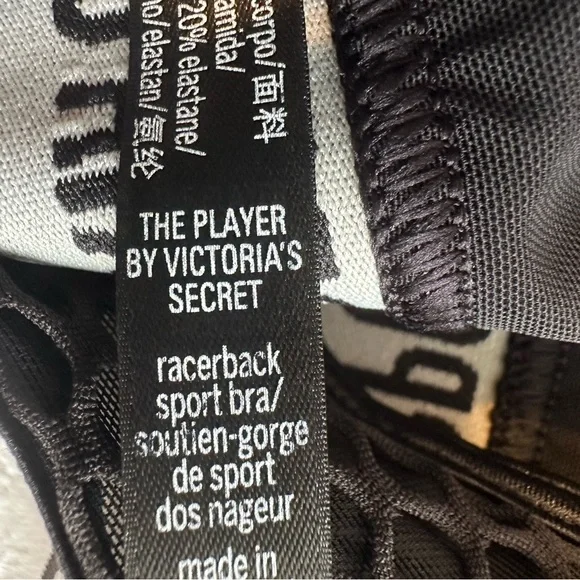 corpo/面料
amida/
20% elastane/
no/elastan/氨纶
THE PLAYER
BY VICTORIA'S
SECRET
racerback
sport bra/
soutien-gorge
de sport
dos nageur
made in